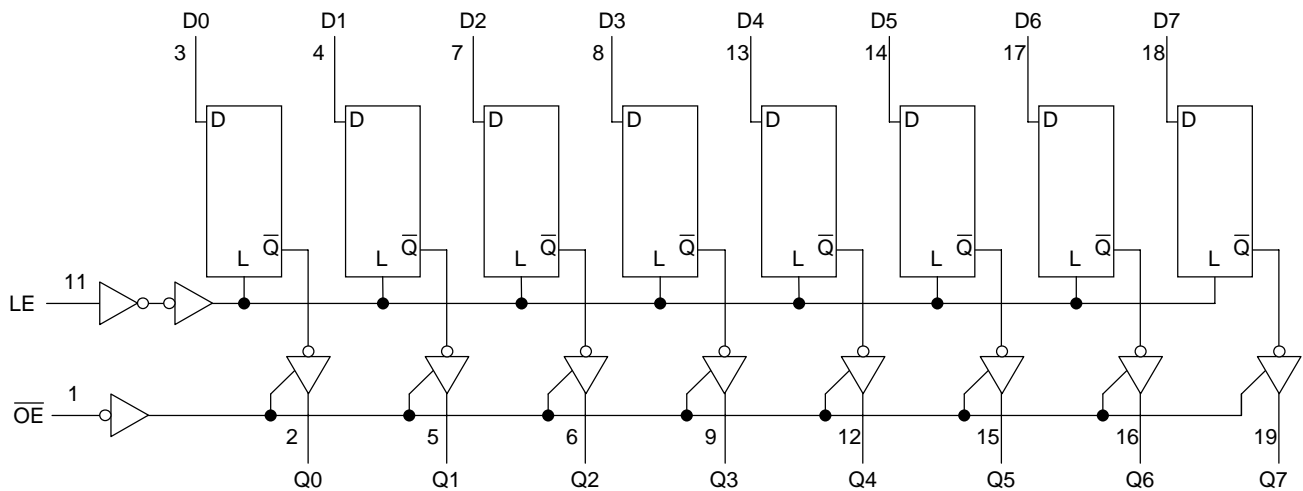 D0 D1 D2 D3 D4 D5 D6 D7
3 4 7 8 13 14 17 18
D D D D D D D D
Q̅ Q̅ Q̅ Q̅ Q̅ Q̅ Q̅ Q̅
L L L L L L L L
LE 11
O̅E̅ 1
2 5 6 9 12 15 16 19
Q0 Q1 Q2 Q3 Q4 Q5 Q6 Q7